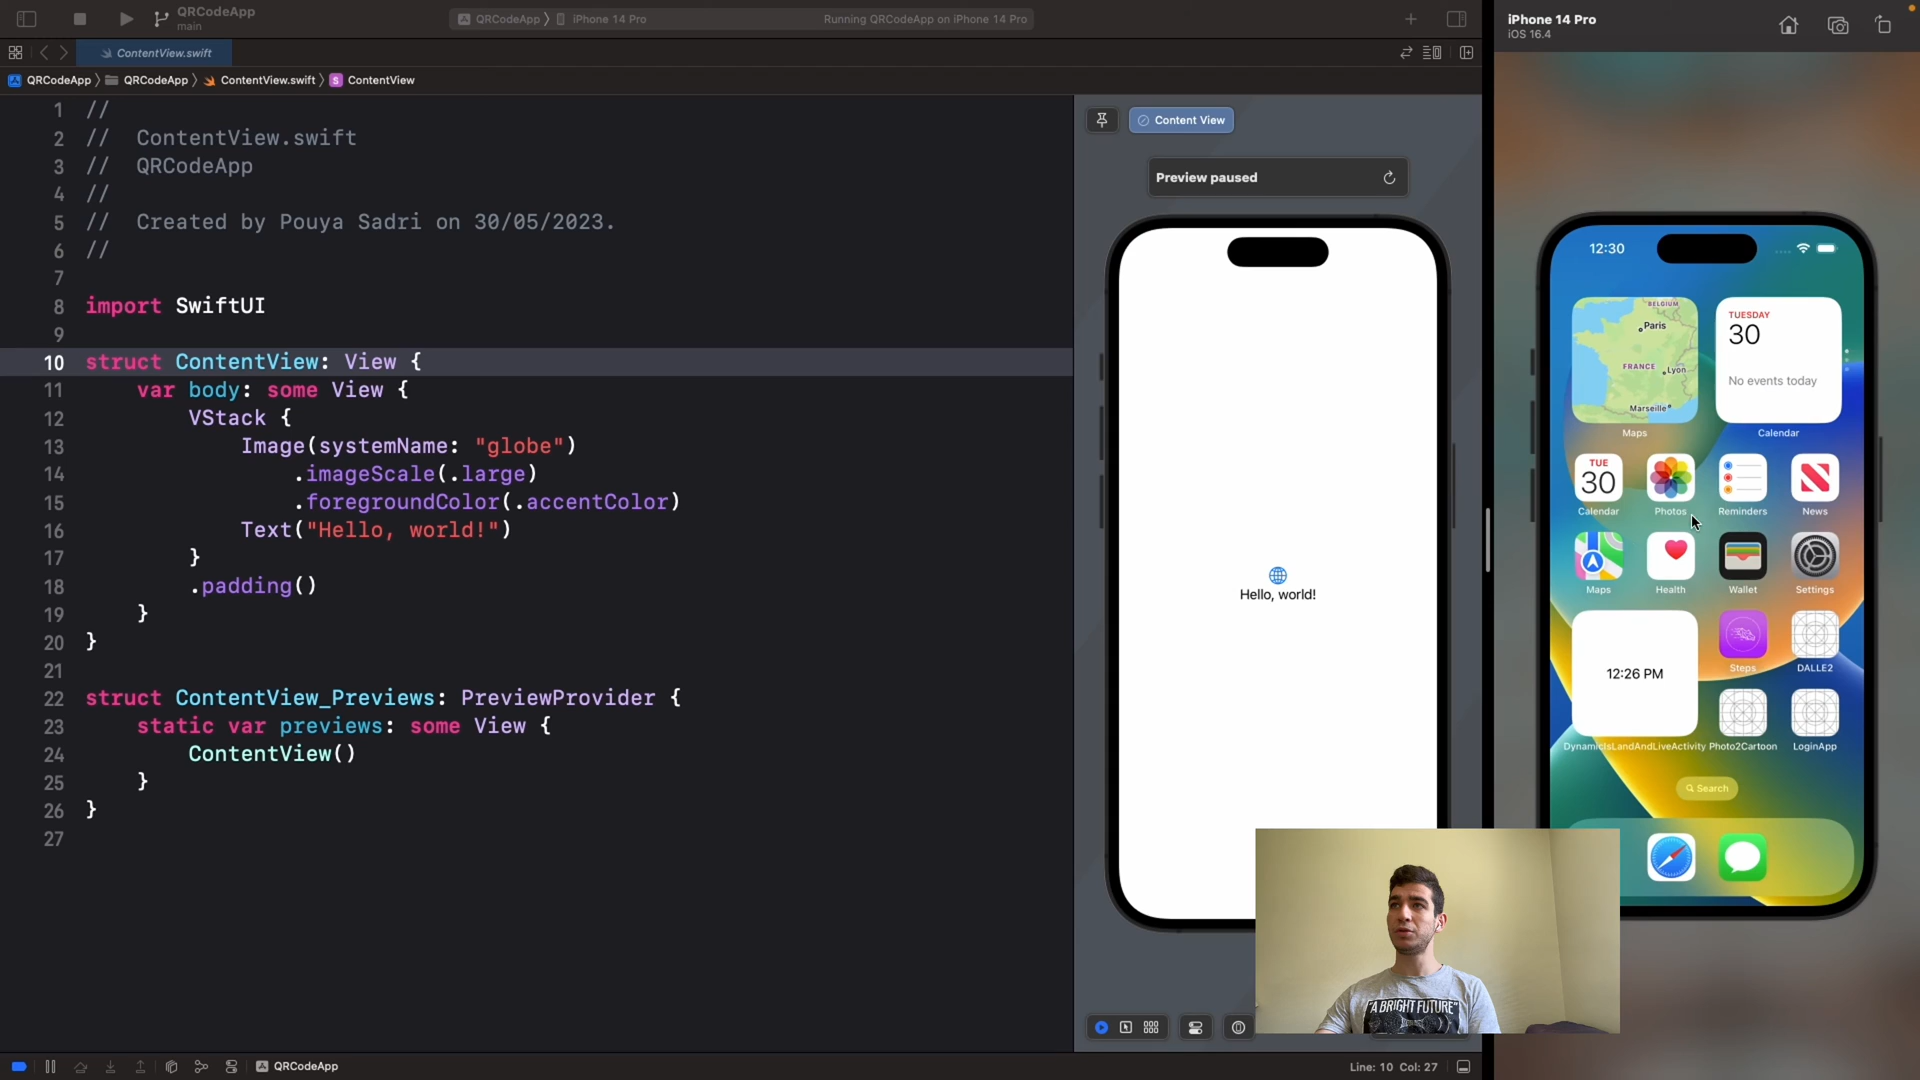 QRCodeApp
main
QRCodeApp
iPhone 14 Pro
Running QRCodeApp on iPhone 14 Pro
ContentView.swift
QRCodeApp
QRCodeApp
ContentView.swift
S
ContentView
1 //
2 //  ContentView.swift
3 //  QRCodeApp
4 //
5 //  Created by Pouya Sadri on 30/05/2023.
6 //
7
8 import SwiftUI
9
10 struct ContentView: View {
11     var body: some View {
12         VStack {
13             Image(systemName: "globe")
14                 .imageScale(.large)
15                 .foregroundColor(.accentColor)
16             Text("Hello, world!")
17         }
18         .padding()
19     }
20 }
21
22 struct ContentView_Previews: PreviewProvider {
23     static var previews: some View {
24         ContentView()
25     }
26 }
27
Content View
Preview paused
Hello, world!
iPhone 14 Pro
iOS 16.4
12:30
BELGIUM
Paris
FRANCE
Lyon
Marseille
Maps
TUESDAY
30
No events today
Calendar
TUE
30
Calendar
Photos
Reminders
News
Maps
Health
Wallet
Settings
12:26 PM
DynamicIsLandAndLiveActivity
Steps
DALLE2
Photo2Cartoon
LoginApp
Search
"A BRIGHT FUTURE"
QRCodeApp
Line: 10 Col: 27